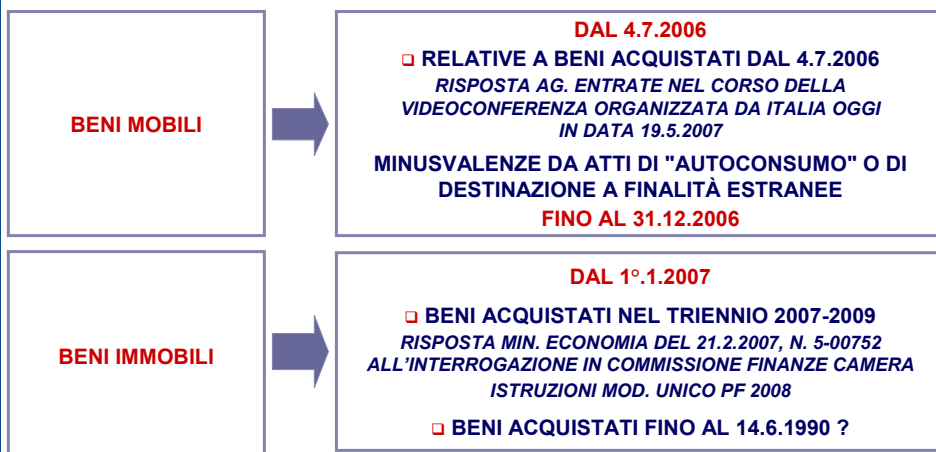 BENI MOBILI
DAL 4.7.2006
❑ RELATIVE A BENI ACQUISTATI DAL 4.7.2006
RISPOSTA AG. ENTRATE NEL CORSO DELLA
VIDEOCONFERENZA ORGANIZZATA DA ITALIA OGGI
IN DATA 19.5.2007
MINUSVALENZE DA ATTI DI "AUTOCONSUMO" O DI
DESTINAZIONE A FINALITÀ ESTRANEE
FINO AL 31.12.2006
BENI IMMOBILI
DAL 1°.1.2007
❑ BENI ACQUISTATI NEL TRIENNIO 2007-2009
RISPOSTA MIN. ECONOMIA DEL 21.2.2007, N. 5-00752
ALL’INTERROGAZIONE IN COMMISSIONE FINANZE CAMERA
ISTRUZIONI MOD. UNICO PF 2008
❑ BENI ACQUISTATI FINO AL 14.6.1990 ?